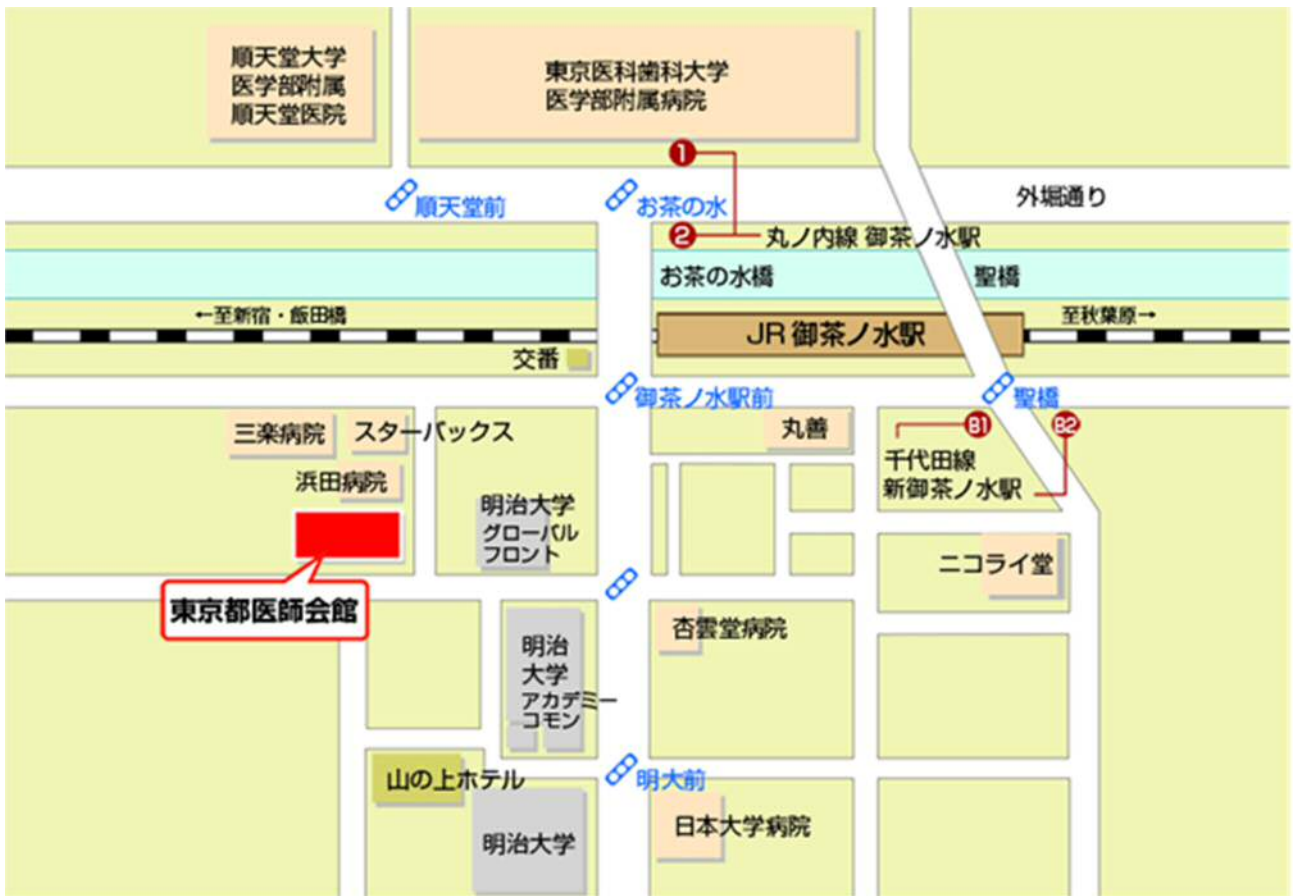 順天堂大学
医学部附属
順天堂医院
東京医科歯科大学
医学部附属病院
1
順天堂前
お茶の水
外堀通り
2
丸ノ内線 御茶ノ水駅
お茶の水橋
聖橋
←至新宿・飯田橋
JR 御茶ノ水駅
至秋葉原→
交番
御茶ノ水駅前
聖橋
三楽病院
スターバックス
丸善
B1
B2
千代田線
新御茶ノ水駅
浜田病院
明治大学
グローバル
フロント
ニコライ堂
東京都医師会館
杏雲堂病院
明治
大学
アカデミー
コモン
山の上ホテル
明大前
明治大学
日本大学病院